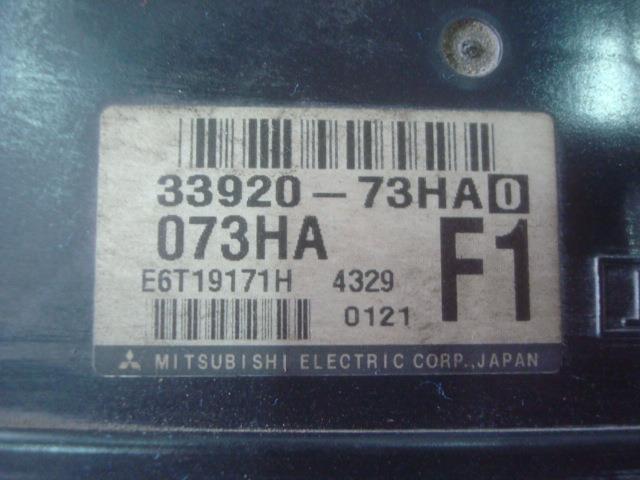 33920-73HA0
073HA
F1
E6T19171H 4329
0121
MITSUBISHI ELECTRIC CORP.,JAPAN